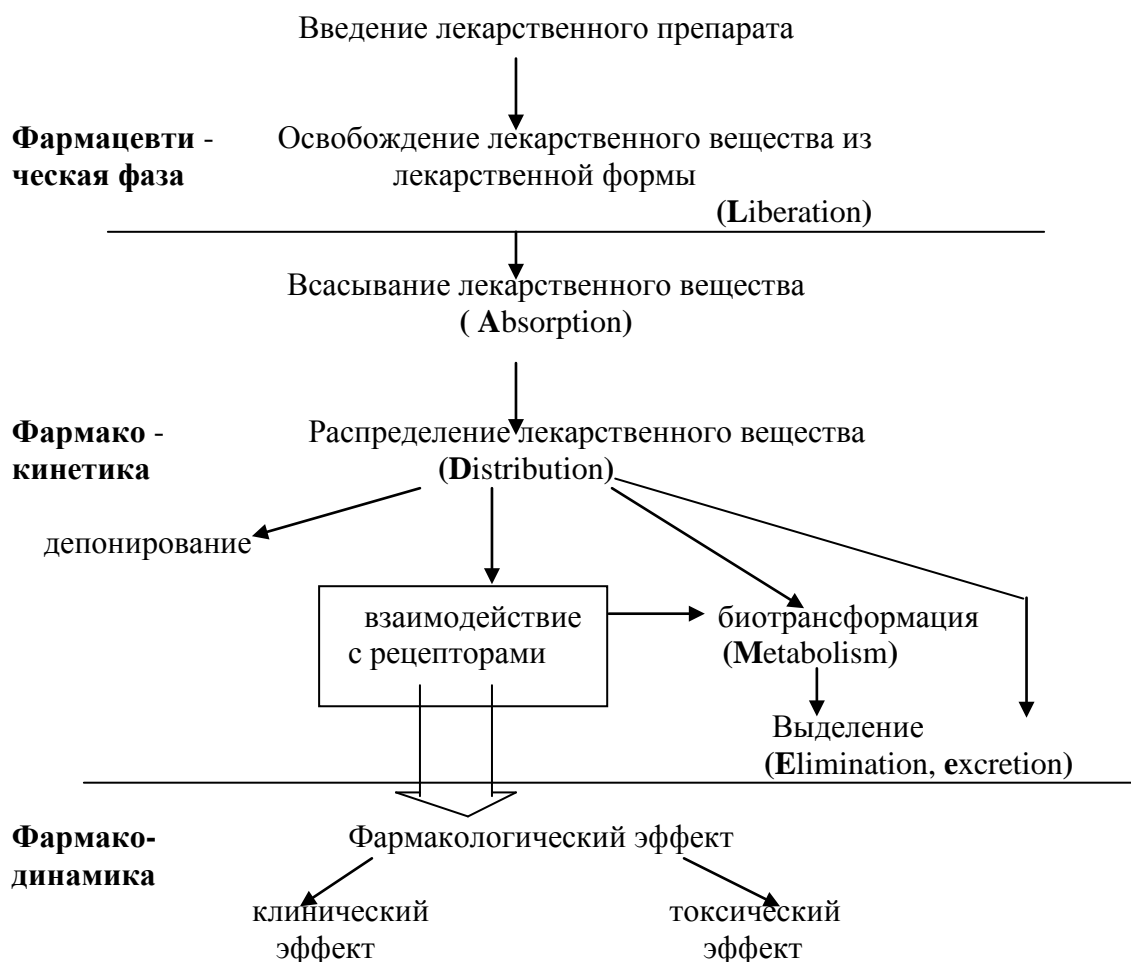 Введение лекарственного препарата
Фармацевти - Освобождение лекарственного вещества из
ческая фаза лекарственной формы
(Liberation)
Всасывание лекарственного вещества
( Absorption)
Фармако - Распределение лекарственного вещества
кинетика (Distribution)
депонирование
взаимодействие биотрансформация
с рецепторами (Metabolism)
Выделение
(Elimination, excretion)
Фармако- Фармакологический эффект
динамика
клинический токсический
эффект эффект